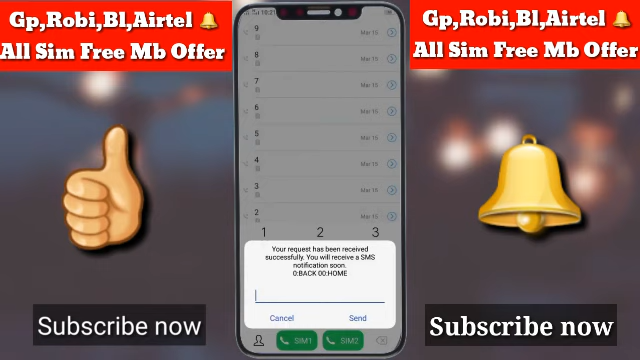 Gp,Robi,Bl,Airtel 🔔
All Sim Free Mb Offer
Subscribe now
18:21
9
Mar 15
8
Mar 15
7
Mar 15
6
Mar 15
5
Mar 15
4
Mar 15
3
Mar 15
2
Mar 15
1 2 3
Your request has been received
successfully. You will receive a SMS
notification soon.
0:BACK 00:HOME
Cancel Send
SIM1 SIM2
Gp,Robi,Bl,Airtel 🔔
All Sim Free Mb Offer
Subscribe now